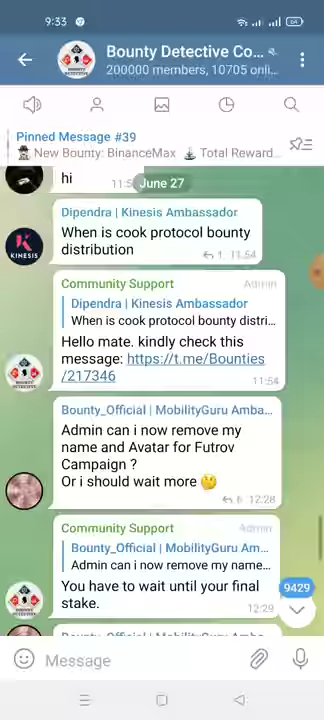 9:33
64
Bounty Detective Co...
200000 members, 10705 onli...
Pinned Message #39
New Bounty: BinanceMax Total Reward...
hi
June 27
Dipendra | Kinesis Ambassador
When is cook protocol bounty
distribution
1 11:54
KINESIS
Community Support Admin
Dipendra | Kinesis Ambassador
When is cook protocol bounty distri...
Hello mate. kindly check this
message: https://t.me/Bounties
/217346
11:54
Bounty_Official | MobilityGuru Amba...
Admin can i now remove my
name and Avatar for Futrov
Campaign ?
Or i should wait more 🤔
12:28
Community Support Admin
Bounty_Official | MobilityGuru Am...
Admin can i now remove my name...
You have to wait until your final
stake.
12:29
9429
Bounty_Official | MobilityGuru Amba...
Message